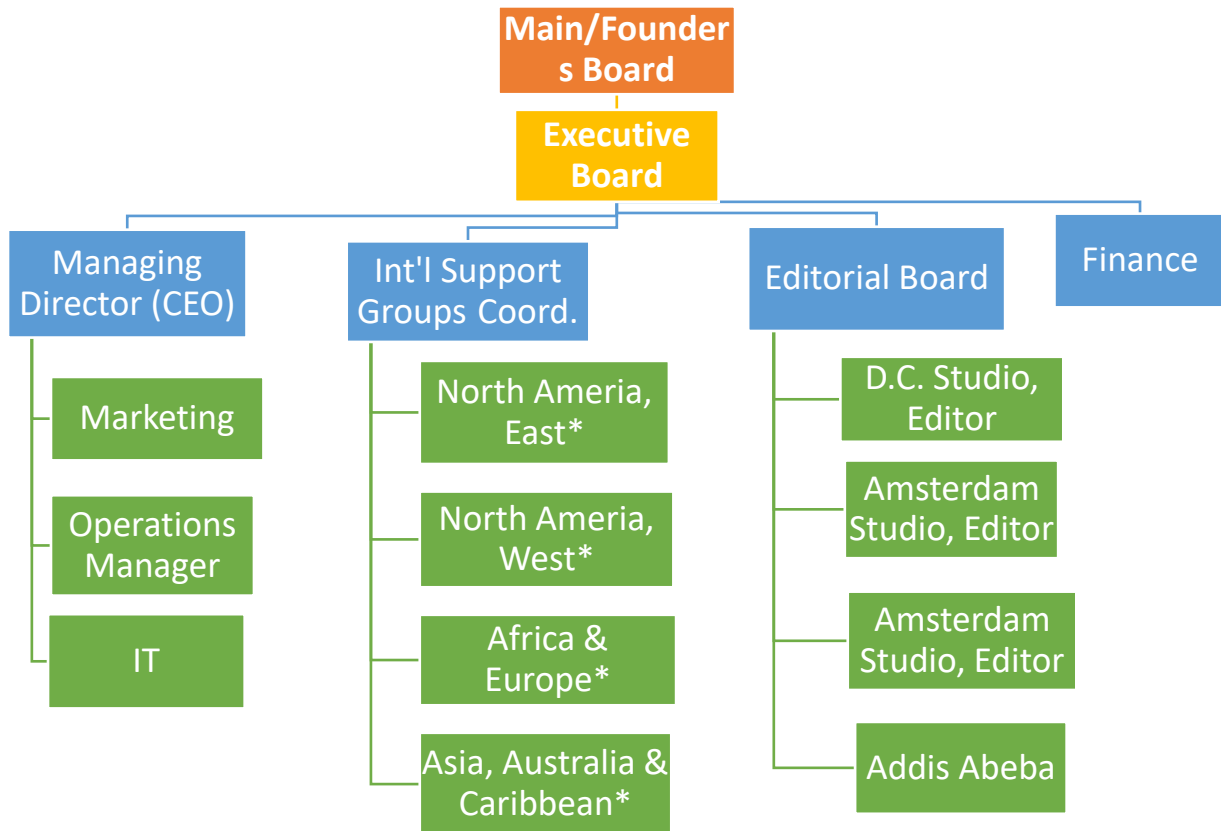 Main/Founder
s Board
Executive
Board
Managing
Director (CEO)
Int'l Support
Groups Coord.
Editorial Board
Finance
Marketing
Operations
Manager
IT
North Ameria,
East*
North Ameria,
West*
Africa &
Europe*
Asia, Australia &
Caribbean*
D.C. Studio,
Editor
Amsterdam
Studio, Editor
Amsterdam
Studio, Editor
Addis Abeba